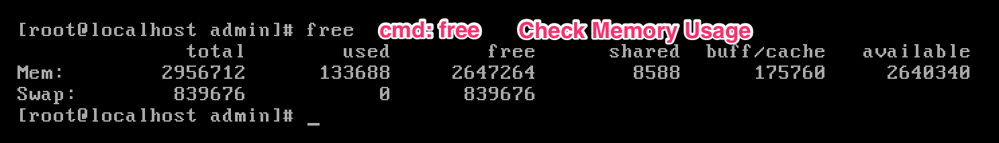 [root@localhost admin]# free cmd: free Check Memory Usage
total used free shared buff/cache available
Mem: 2956712 133688 2647264 8588 175760 2640340
Swap: 839676 0 839676
[root@localhost admin]# _